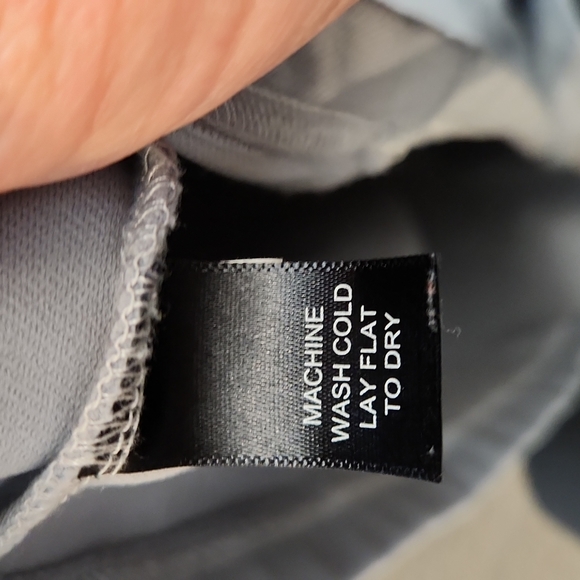 MACHINE
WASH COLD
LAY FLAT
TO DRY